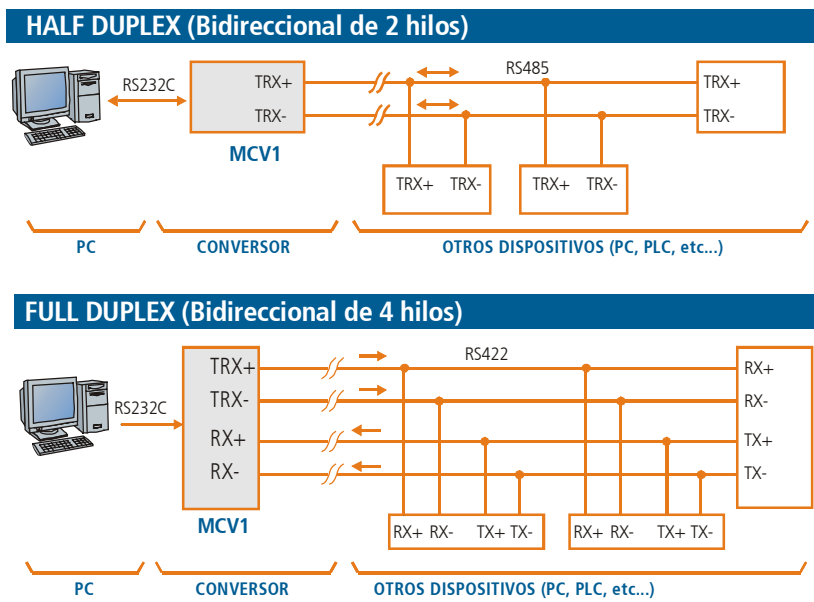 HALF DUPLEX (Bidireccional de 2 hilos)
RS232C
TRX+
TRX-
MCV1
RS485
TRX+
TRX-
TRX+ TRX-
TRX+ TRX-
PC
CONVERSOR
OTROS DISPOSITIVOS (PC, PLC, etc...)
FULL DUPLEX (Bidireccional de 4 hilos)
RS232C
TRX+
TRX-
RX+
RX-
MCV1
RS422
RX+
RX-
TX+
TX-
RX+ RX- TX+ TX-
RX+ RX- TX+ TX-
PC
CONVERSOR
OTROS DISPOSITIVOS (PC, PLC, etc...)